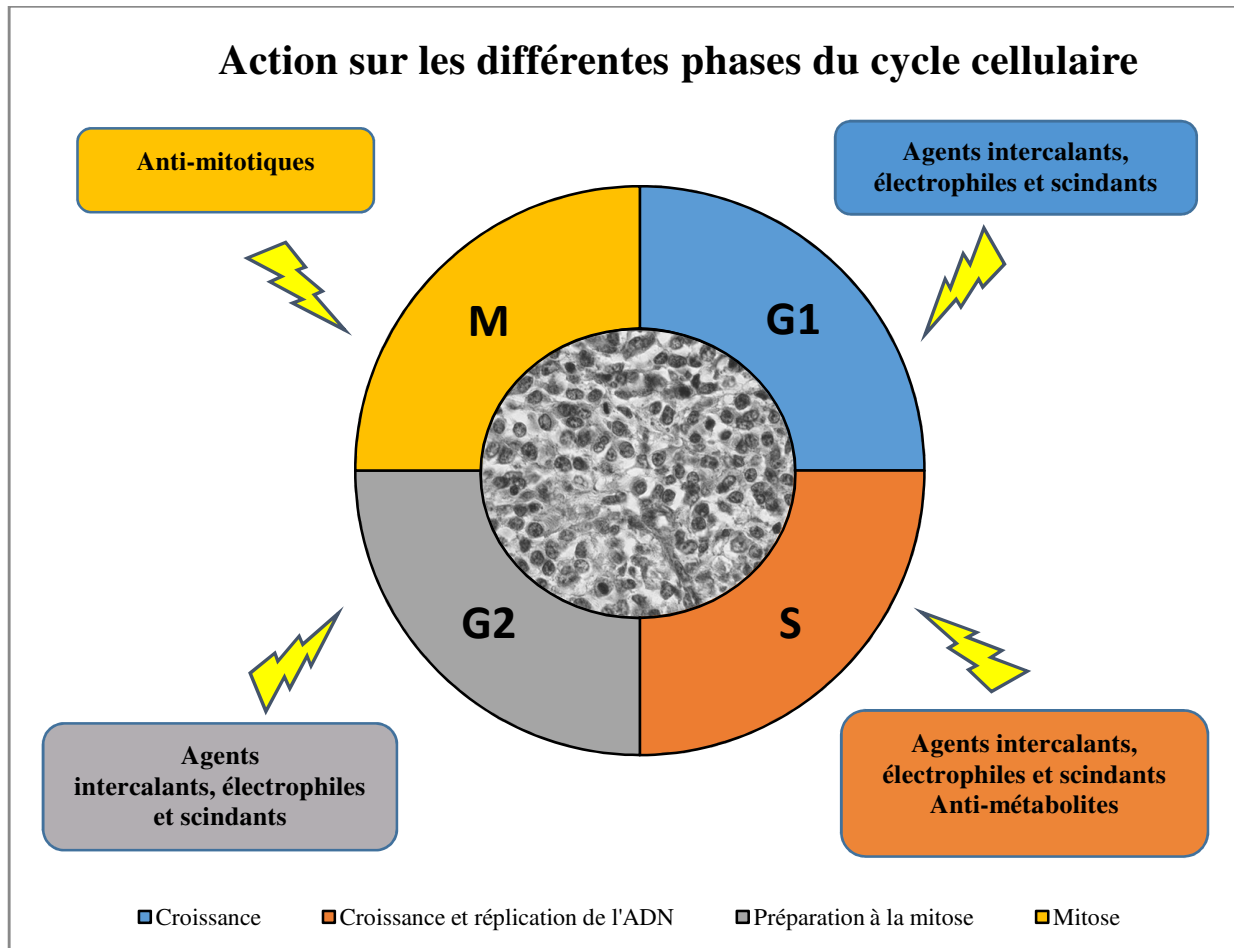 Action sur les différentes phases du cycle cellulaire
Anti-mitotiques
Agents intercalants,
électrophiles et scindants
M
G1
G2
S
Agents
intercalants, électrophiles
et scindants
Agents intercalants,
électrophiles et scindants
Anti-métabolites
Croissance
Croissance et réplication de l'ADN
Préparation à la mitose
Mitose